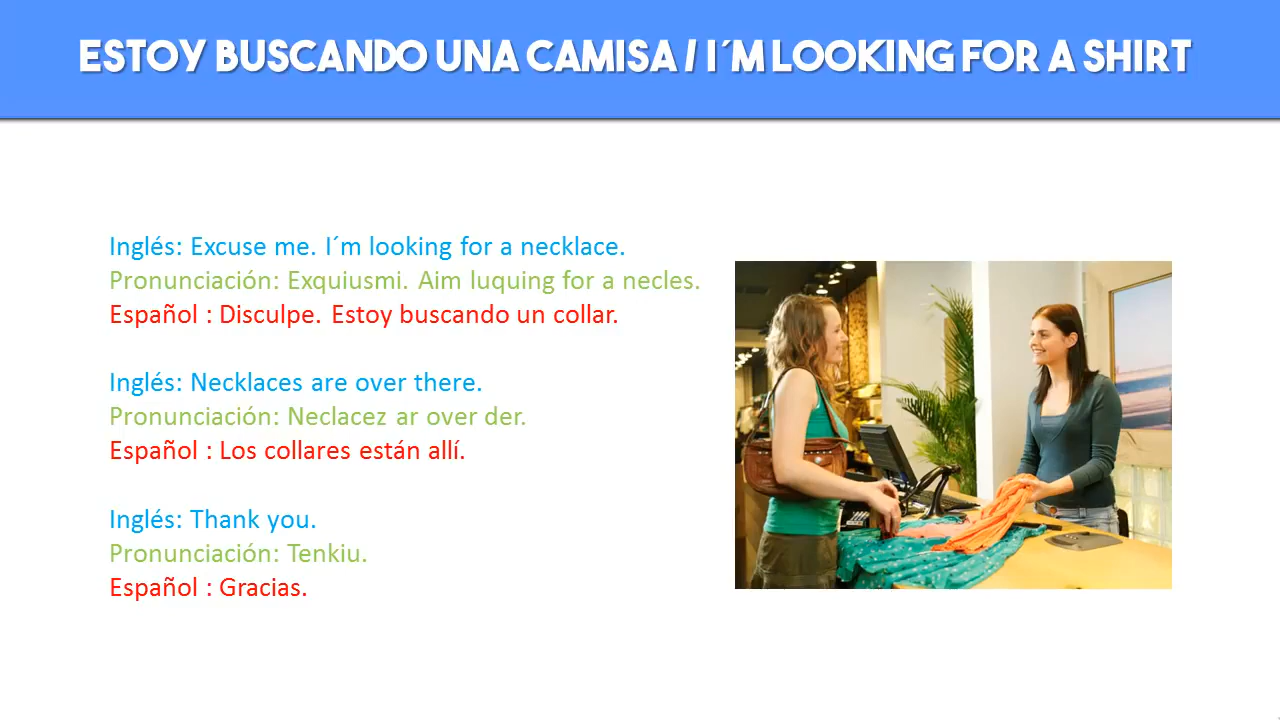 ESTOY BUSCANDO UNA CAMISA / I´M LOOKING FOR A SHIRT
Inglés: Excuse me. I´m looking for a necklace.
Pronunciación: Exquiusmi. Aim luquing for a necles.
Español : Disculpe. Estoy buscando un collar.
Inglés: Necklaces are over there.
Pronunciación: Neclacez ar over der.
Español : Los collares están allí.
Inglés: Thank you.
Pronunciación: Tenkiu.
Español : Gracias.